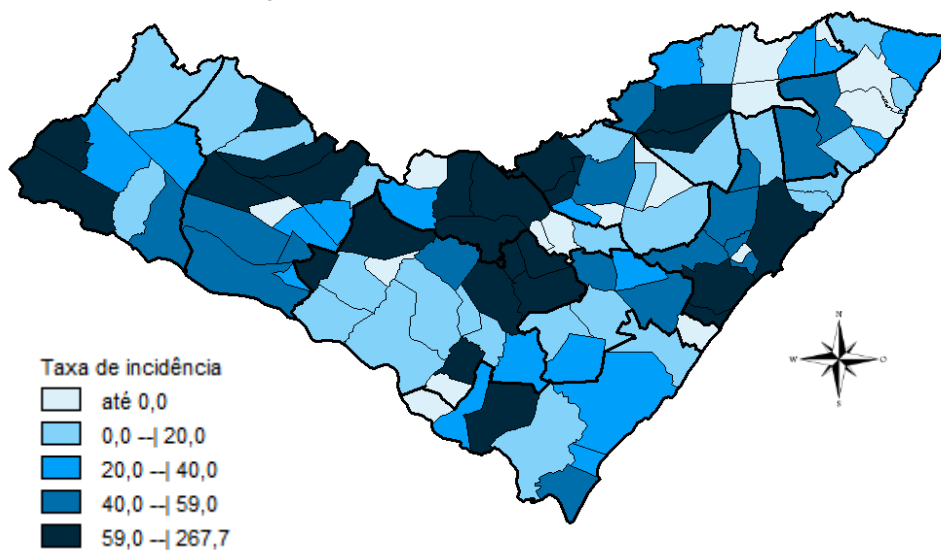 N
W
O
S
Taxa de incidência
até 0,0
0,0 --| 20,0
20,0 --| 40,0
40,0 --| 59,0
59,0 --| 267,7